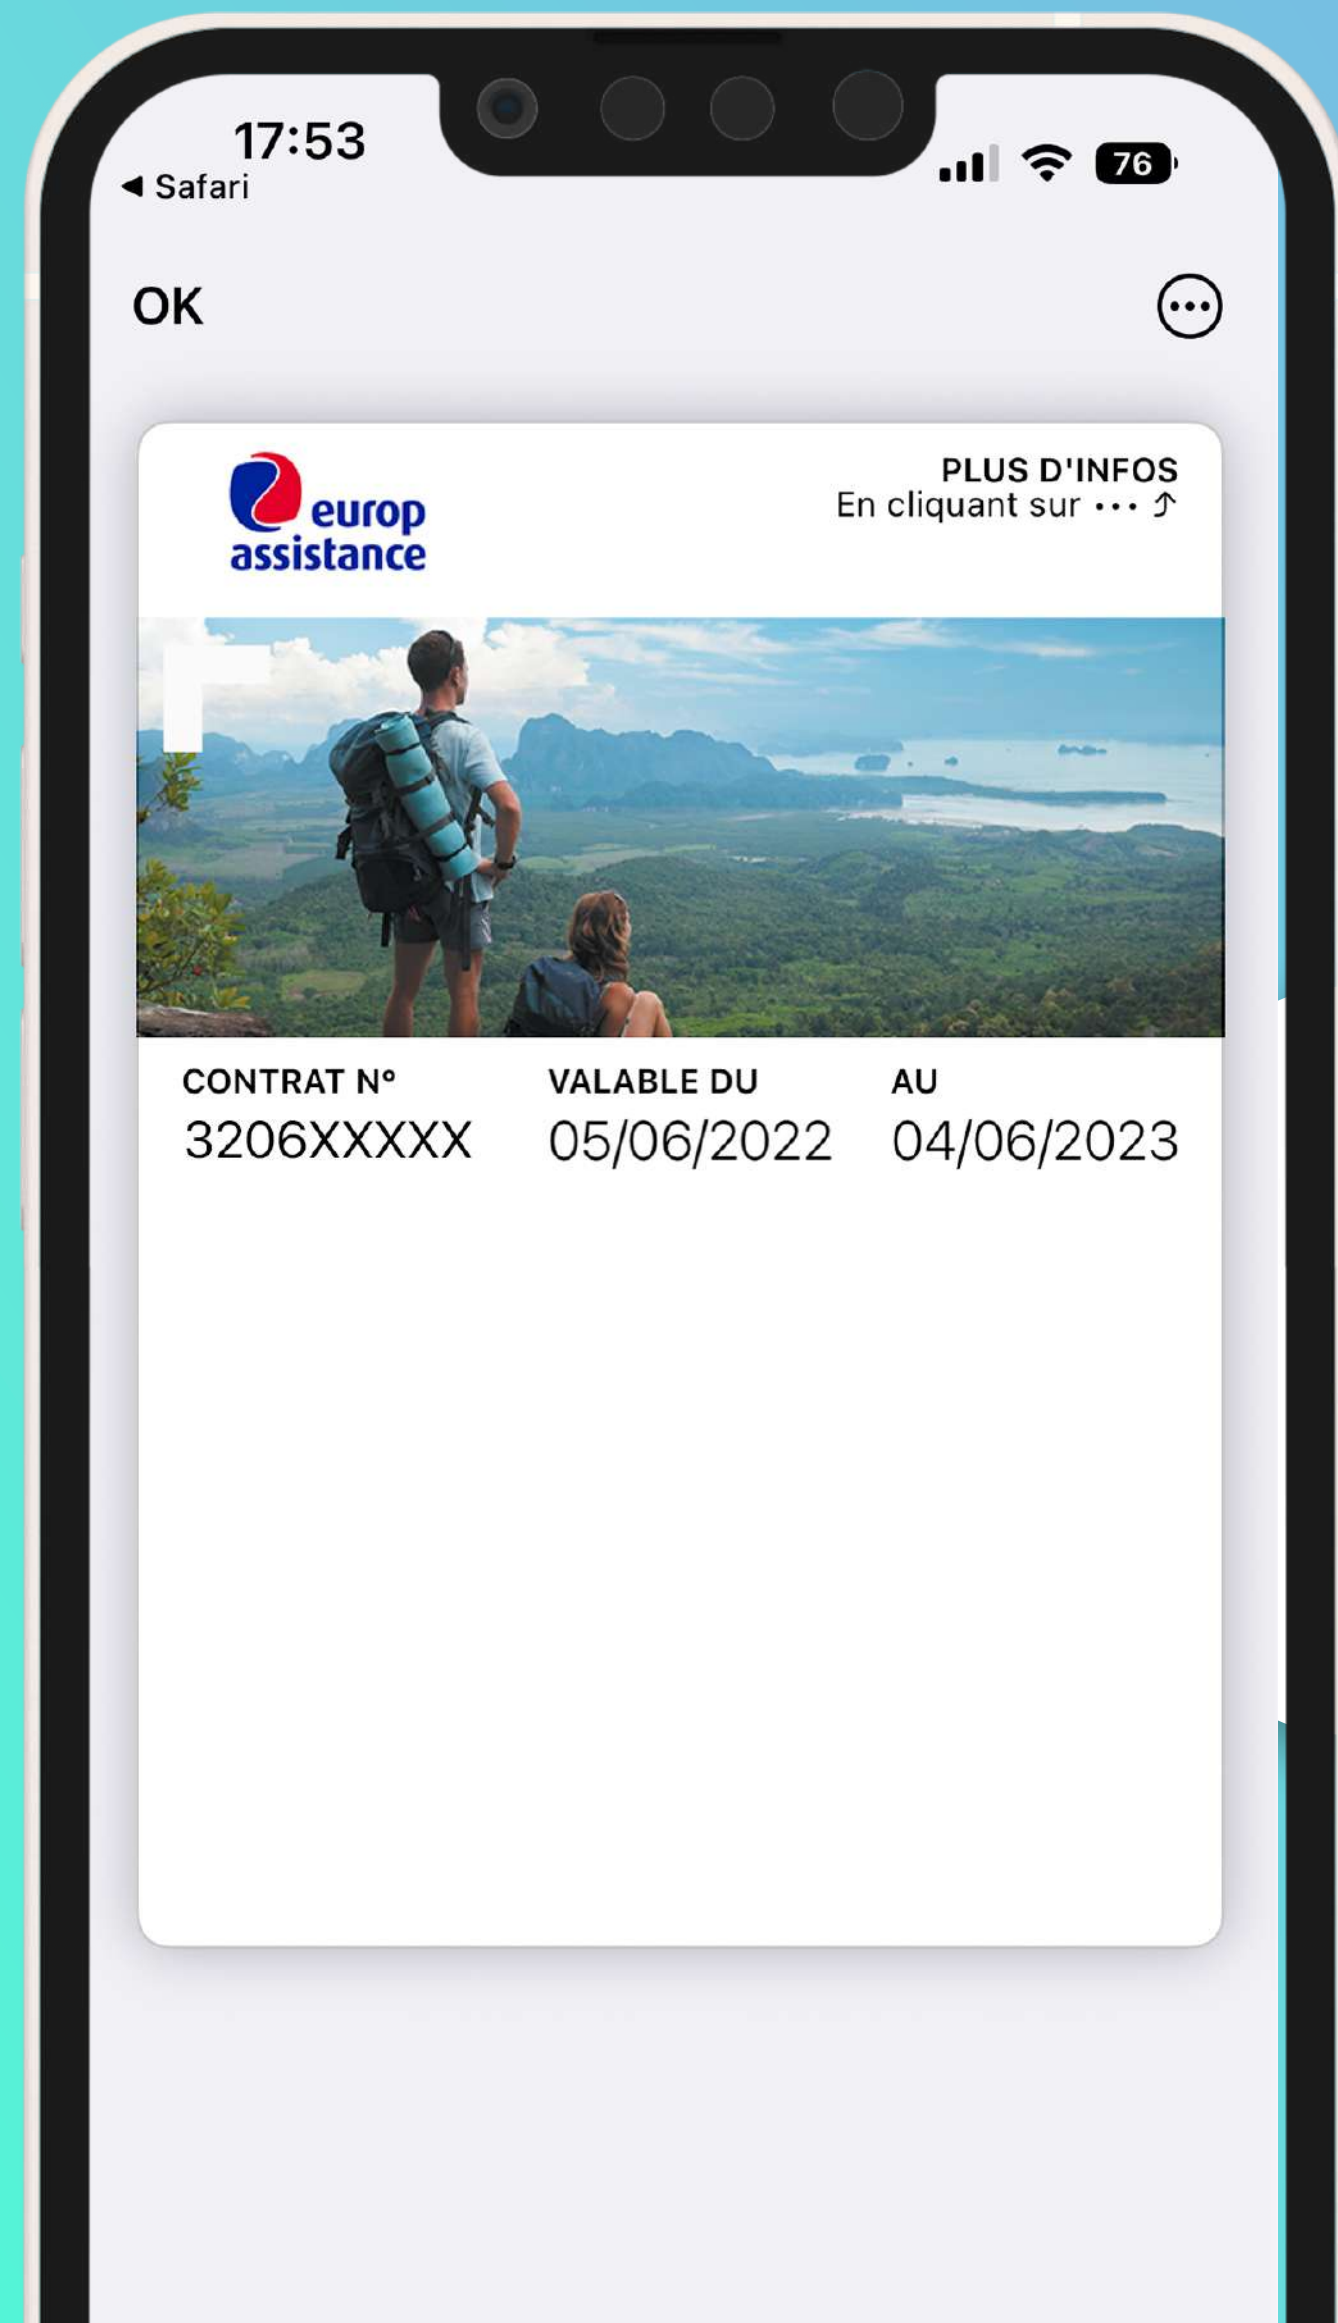 17:53
◀ Safari
76
OK
europ
assistance
PLUS D'INFOS
En cliquant sur ••• ⤴
CONTRAT Nº
VALABLE DU
AU
3206XXXXX
05/06/2022
04/06/2023